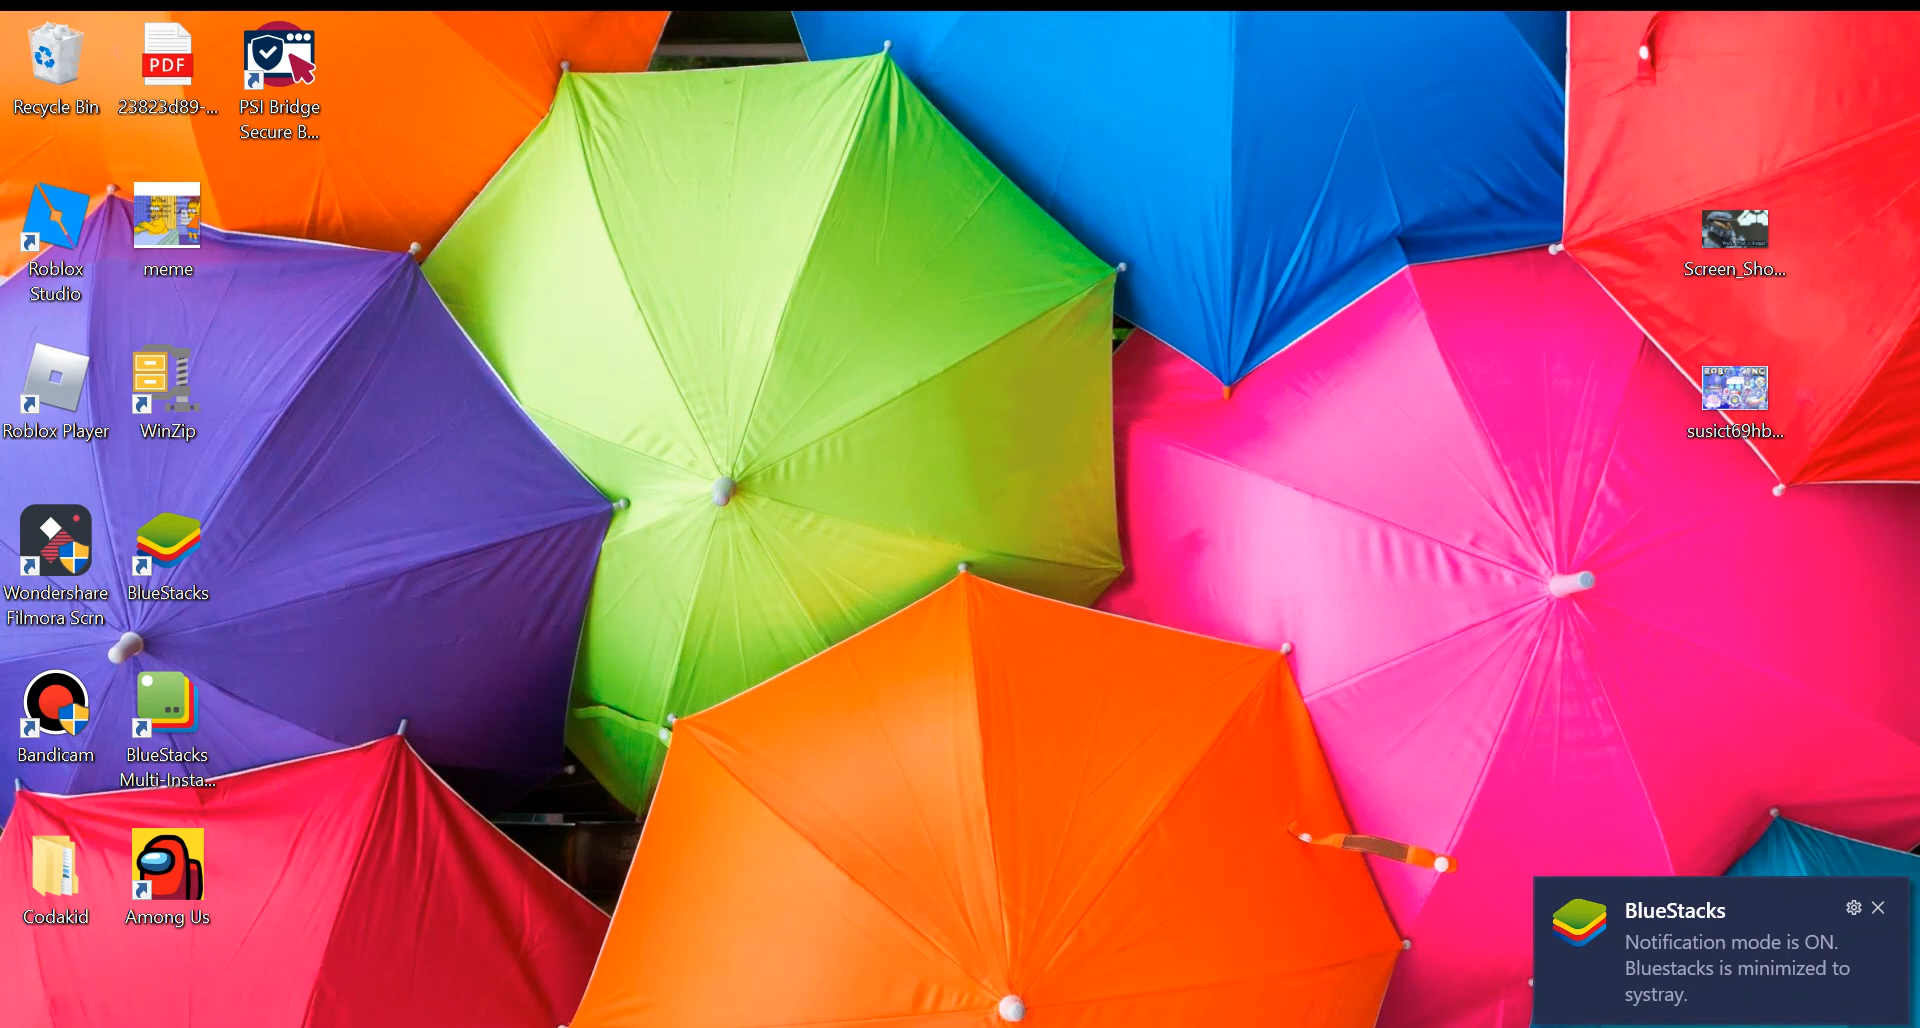 Recycle Bin
PDF
23823d89-...
PSI Bridge
Secure B...
Roblox
Studio
meme
Screen_Sho...
Roblox Player
WinZip
susict69hb...
Wondershare
Filmora Scrn
BlueStacks
Bandicam
BlueStacks
Multi-Insta...
Codakid
Among Us
BlueStacks
Notification mode is ON.
Bluestacks is minimized to
systray.